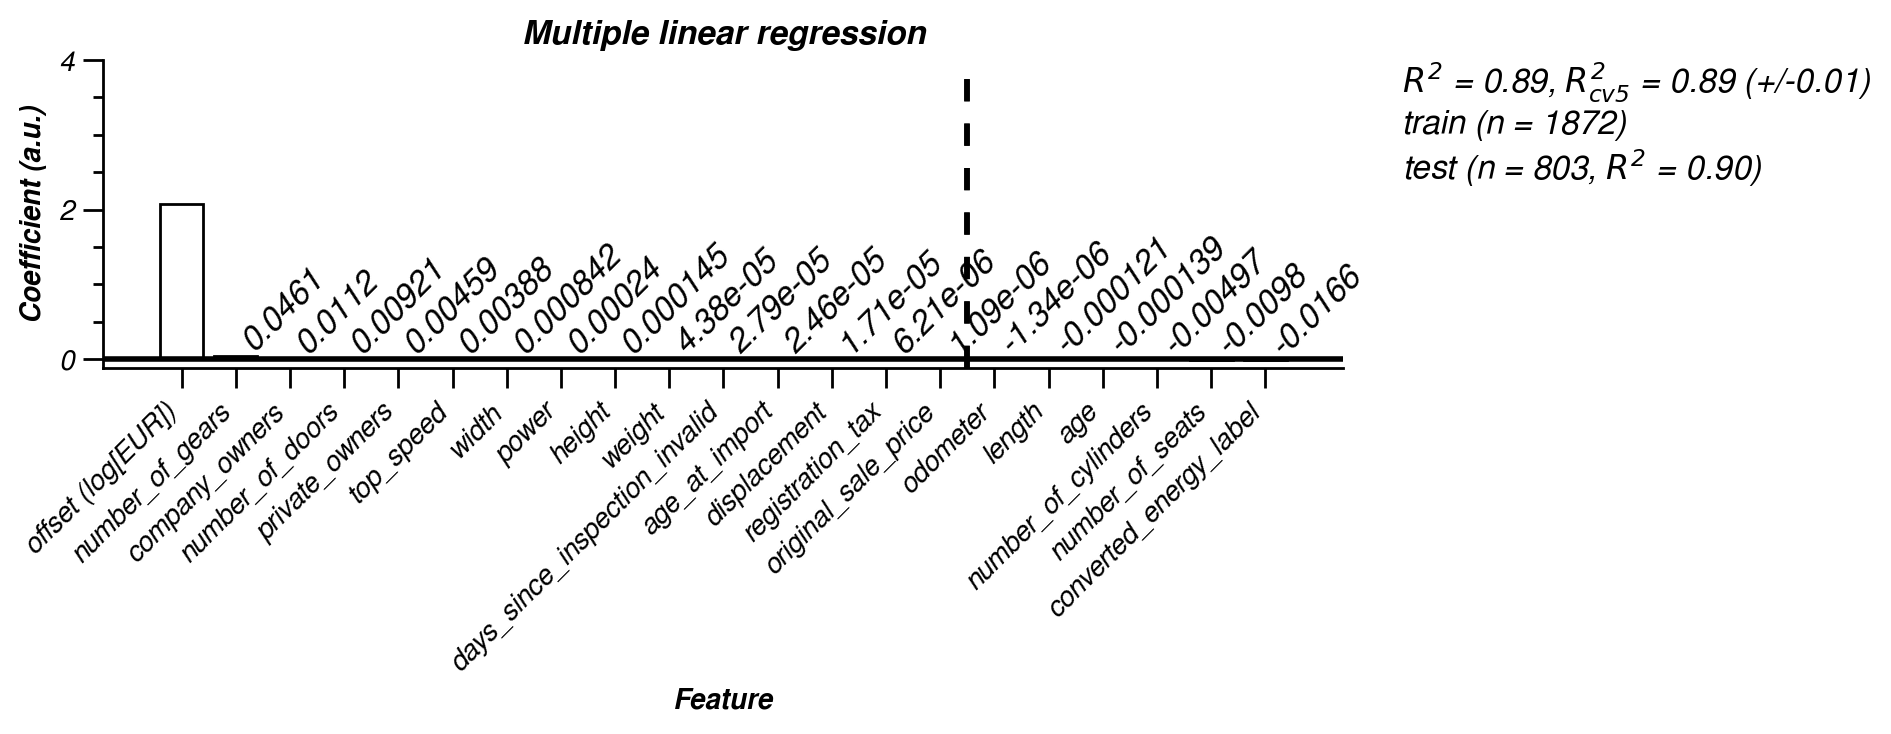 Multiple linear regression
R² = 0.89, R²cv5 = 0.89 (+/-0.01)
train (n = 1872)
test (n = 803, R² = 0.90)
Coefficient (a.u.)
4
2
0
0.0461
0.0112
0.00921
0.00459
0.00388
0.000842
0.00024
0.000145
4.38e-05
2.79e-05
2.46e-05
1.71e-05
6.21e-06
1.09e-06
-1.34e-06
-0.000121
-0.000139
-0.00497
-0.0098
-0.0166
offset (log[EUR])
number_of_gears
company_owners
number_of_doors
private_owners
top_speed
width
power
height
weight
days_since_inspection_invalid
age_at_import
displacement
registration_tax
original_sale_price
odometer
length
age
number_of_cylinders
number_of_seats
converted_energy_label
Feature